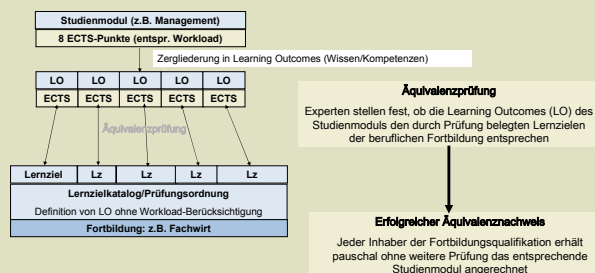 Studienmodul (z.B. Management)
8 ECTS-Punkte (entspr. Workload)
Zergliederung in Learning Outcomes (Wissen/Kompetenzen)
LO LO LO LO LO
ECTS ECTS ECTS ECTS ECTS
Äquivalenzprüfung
Lernziel Lz Lz Lz Lz
Lernzielkatalog/Prüfungsordnung
Definition von LO ohne Workload-Berücksichtigung
Fortbildung: z.B. Fachwirt
Äquivalenzprüfung
Experten stellen fest, ob die Learning Outcomes (LO) des
Studienmoduls den durch Prüfung belegten Lernzielen
der beruflichen Fortbildung entsprechen
Erfolgreicher Äquivalenznachweis
Jeder Inhaber der Fortbildungsqualifikation erhält
pauschal ohne weitere Prüfung das entsprechende
Studienmodul angerechnet